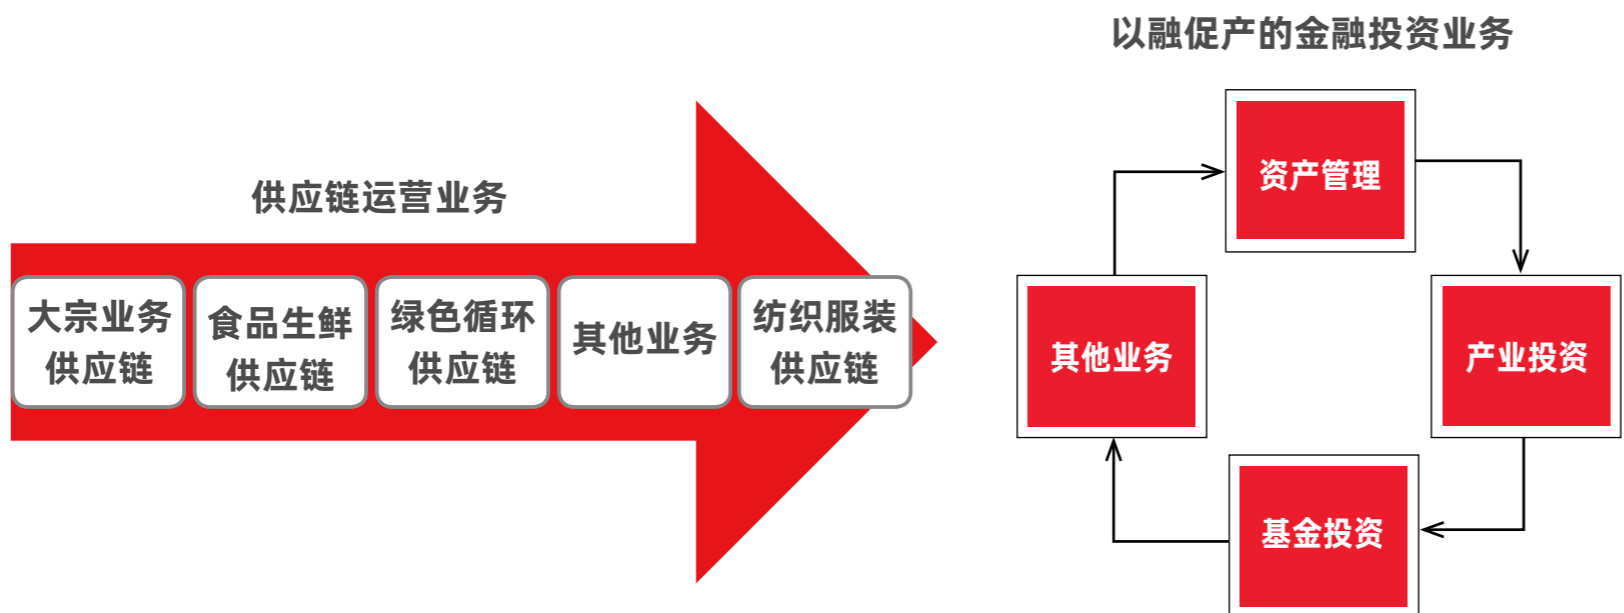 供应链运营业务
大宗业务
供应链
食品生鲜
供应链
绿色循环
供应链
其他业务
纺织服装
供应链
以融促产的金融投资业务
资产管理
产业投资
基金投资
其他业务